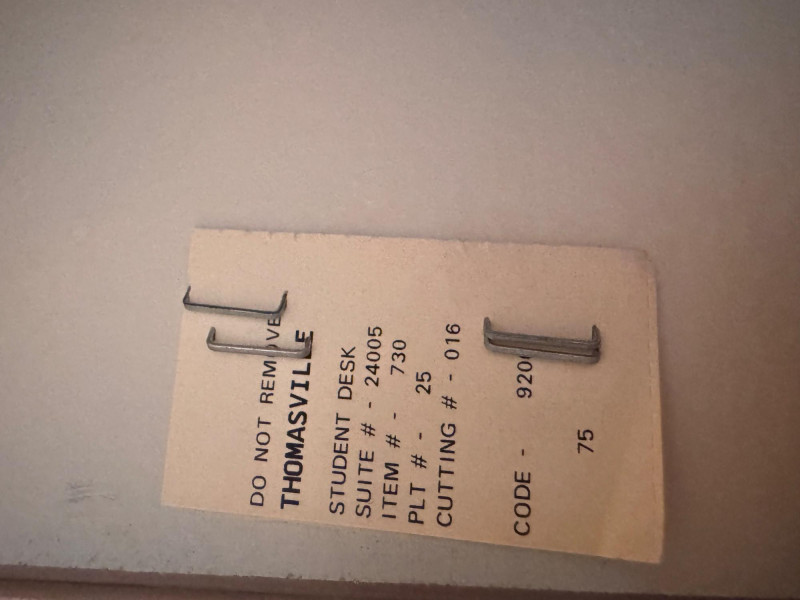 DO NOT REMOVE
THOMASVILLE
STUDENT DESK
SUITE # - 24005
ITEM # - 730
PLT # - 25
CUTTING # - 016
CODE - 920
75